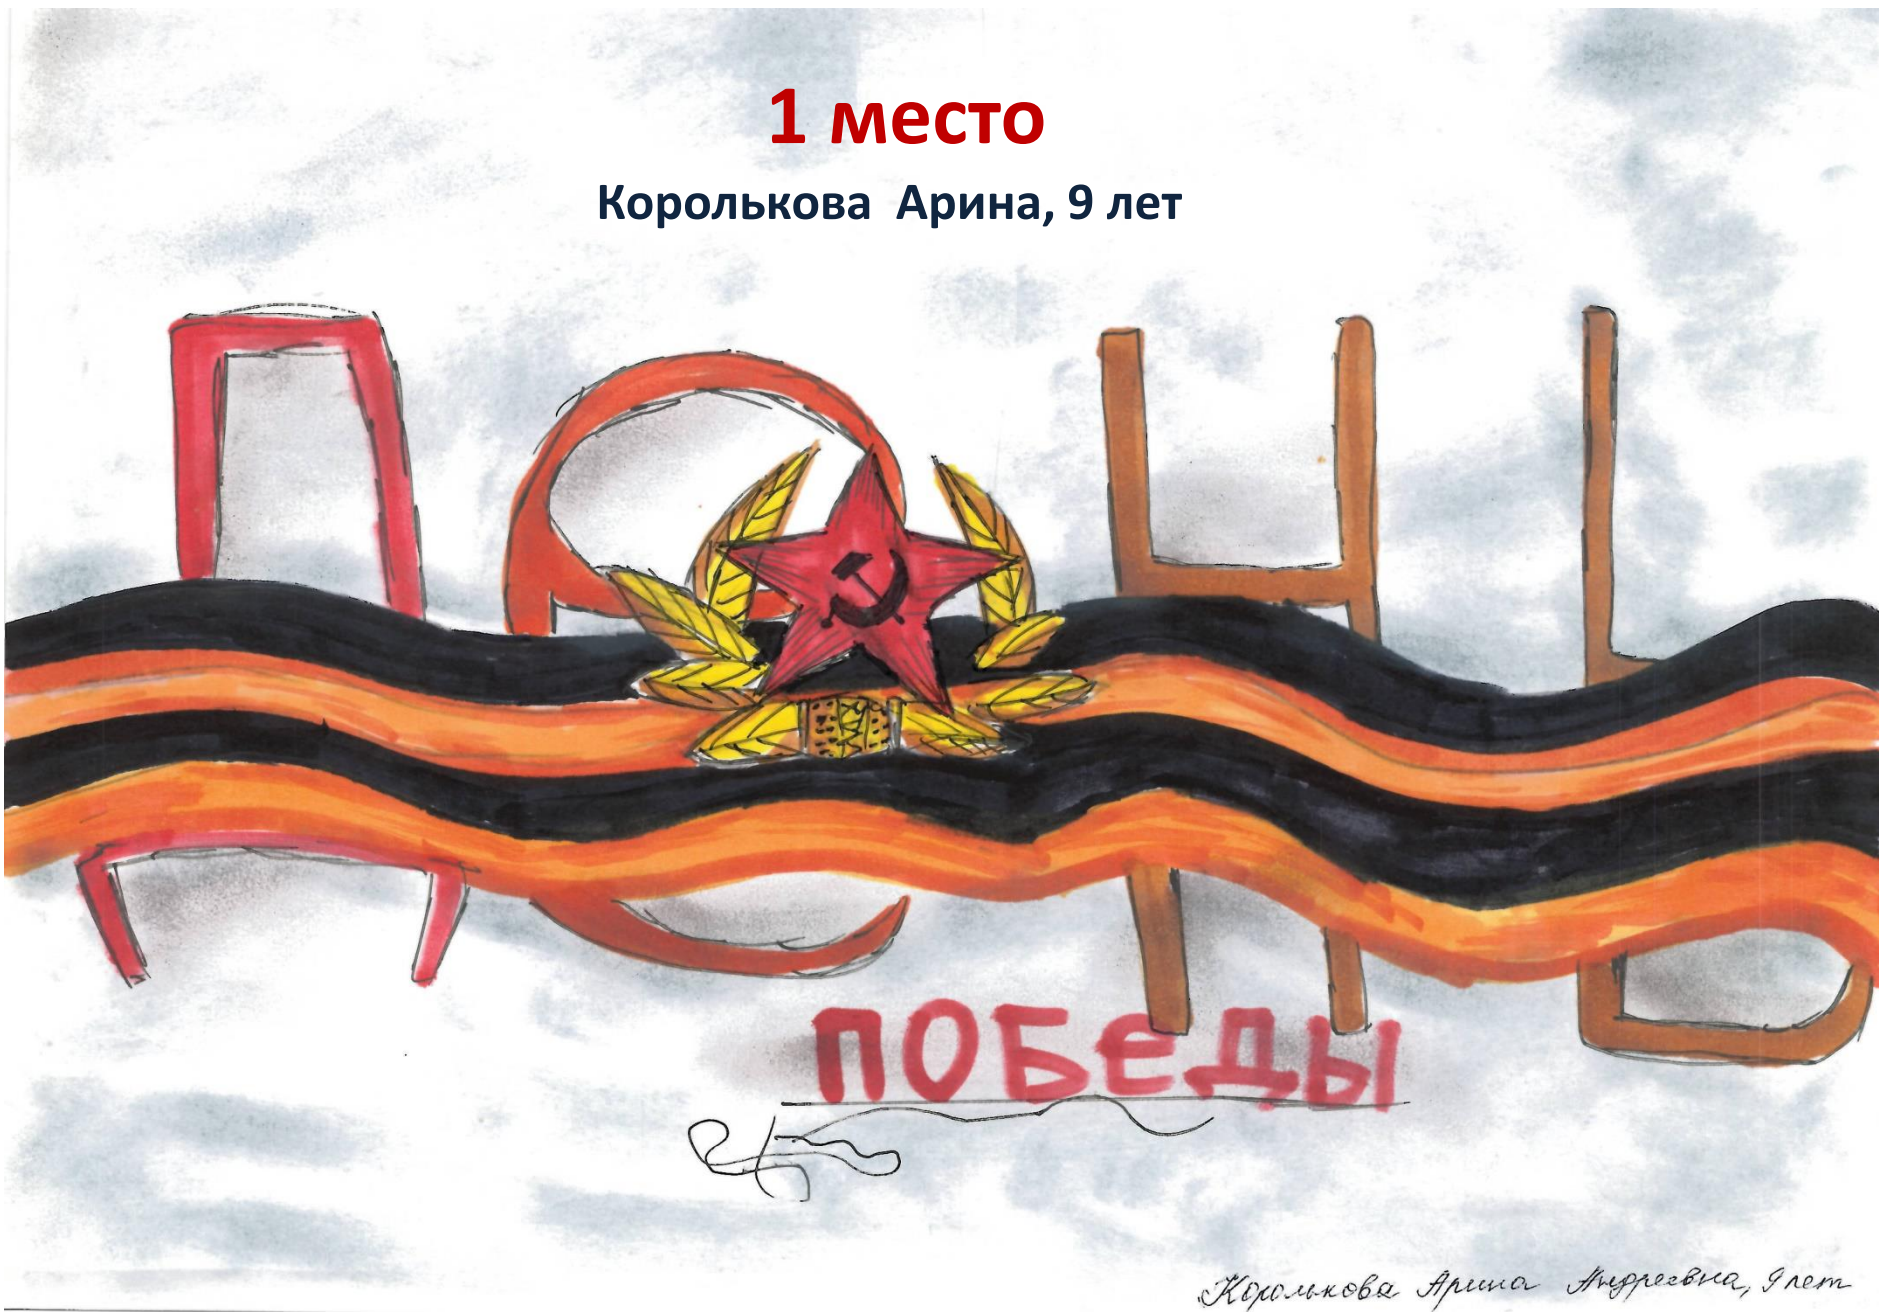 1 место
Королькова Арина, 9 лет
ДЕНЬ
ПОБЕДЫ
Королькова Арина Андреевна, 9 лет